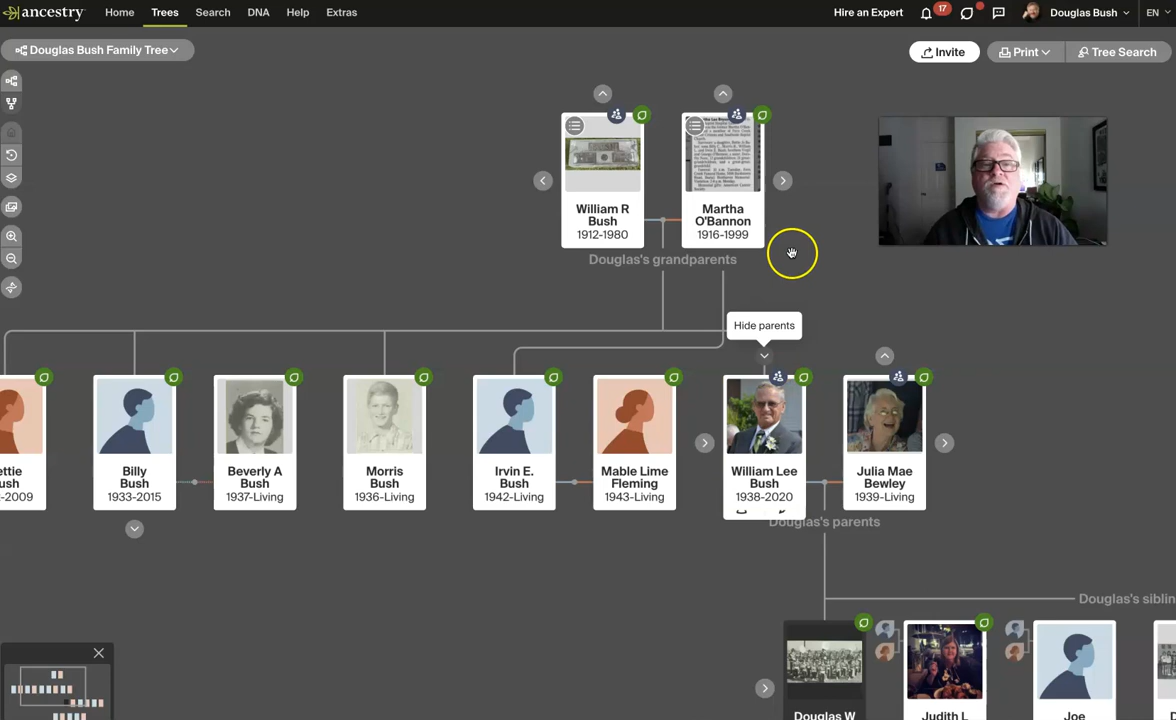 ancestry
Home
Trees
Search
DNA
Help
Extras
Hire an Expert
17
Douglas Bush
EN
Douglas Bush Family Tree
Invite
Print
Tree Search
William R
Bush
1912-1980
Martha
O'Bannon
1916-1999
Douglas's grandparents
Hide parents
ettie
ush
-2009
Billy
Bush
1933-2015
Beverly A
Bush
1937-Living
Morris
Bush
1936-Living
Irvin E.
Bush
1942-Living
Mable Lime
Fleming
1943-Living
William Lee
Bush
1938-2020
Julia Mae
Bewley
1939-Living
Douglas's parents
Douglas's siblin
Douglas W
Judith L
Joe